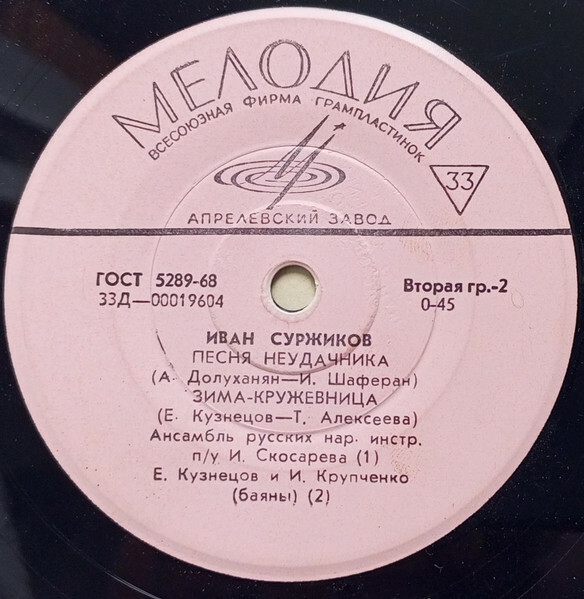 МЕЛОДИЯ
ВСЕСОЮЗНАЯ ФИРМА ГРАМПЛАСТИНОК
33
АПРЕЛЕВСКИЙ ЗАВОД
ГОСТ 5289-68
33Д—00019604
Вторая гр.-2
0-45
ИВАН СУРЖИКОВ
ПЕСНЯ НЕУДАЧНИКА
(А. Долуханян—И. Шаферан)
ЗИМА-КРУЖЕВНИЦА
(Е. Кузнецов—Т. Алексеева)
Ансамбль русских нар. инстр.
п/у И. Скосарева (1)
Е. Кузнецов и И. Крупченко
(баяны) (2)